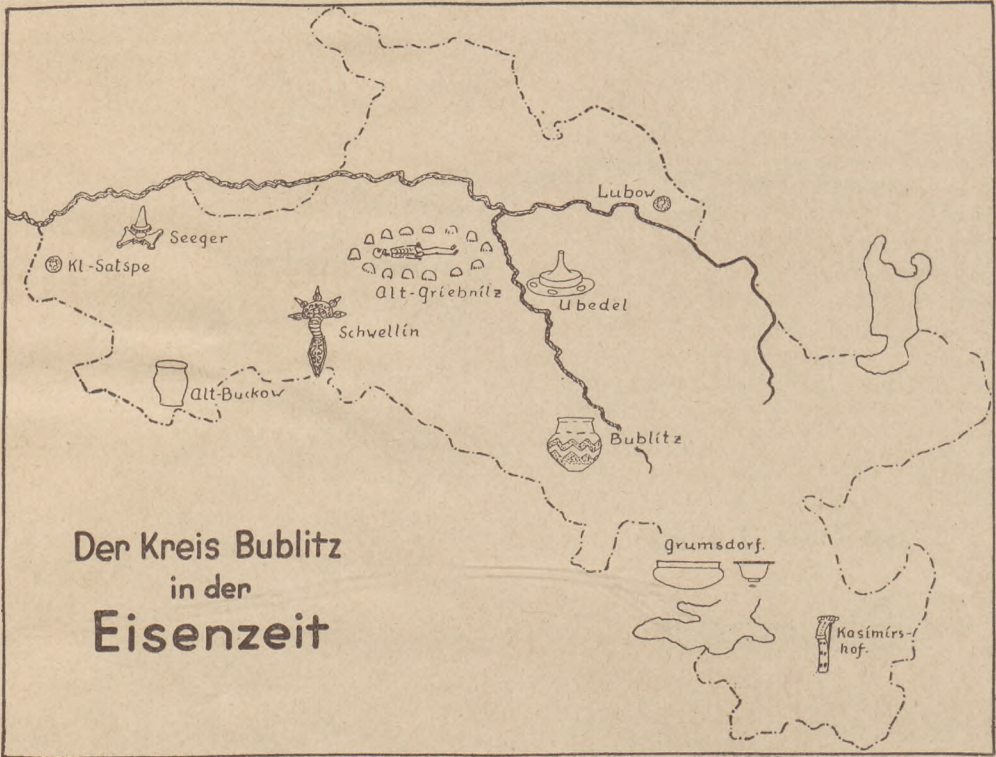 Lubow
Seeger
Kl-Satspe
Alt-Griebnitz
Ubedel
Schwellin
Alt-Buckow
Bublitz
Der Kreis Bublitz
in der
Eisenzeit
Grumsdorf.
Kasimirs-
hof.